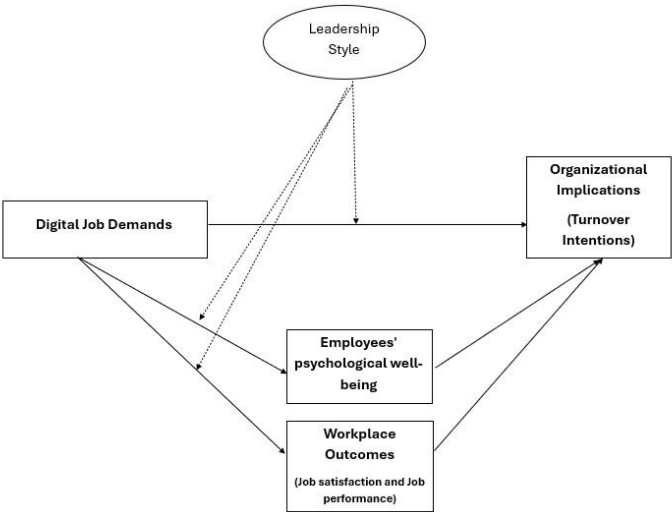 Leadership
Style
Organizational
Implications
(Turnover
Intentions)
Digital Job Demands
Employees'
psychological well-
being
Workplace
Outcomes
(Job satisfaction and Job
performance)